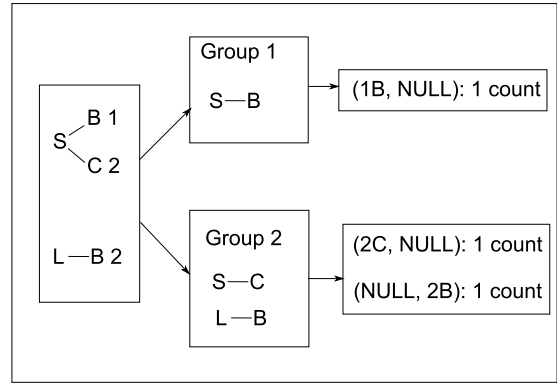 B 1
S
C 2
L B 2
Group 1
S B
(1B, NULL): 1 count
Group 2
S C
L B
(2C, NULL): 1 count
(NULL, 2B): 1 count